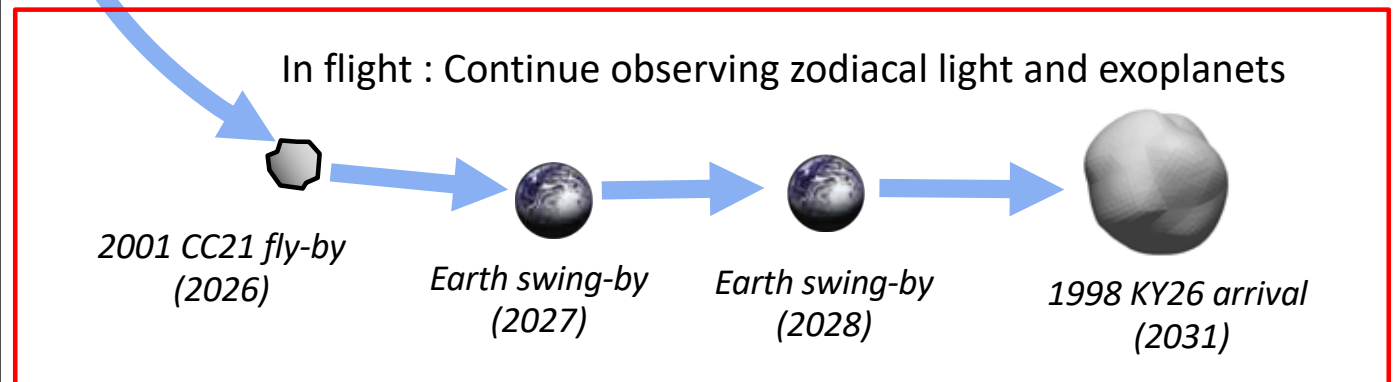 In flight : Continue observing zodiacal light and exoplanets
2001 CC21 fly-by
(2026)
Earth swing-by
(2027)
Earth swing-by
(2028)
1998 KY26 arrival
(2031)